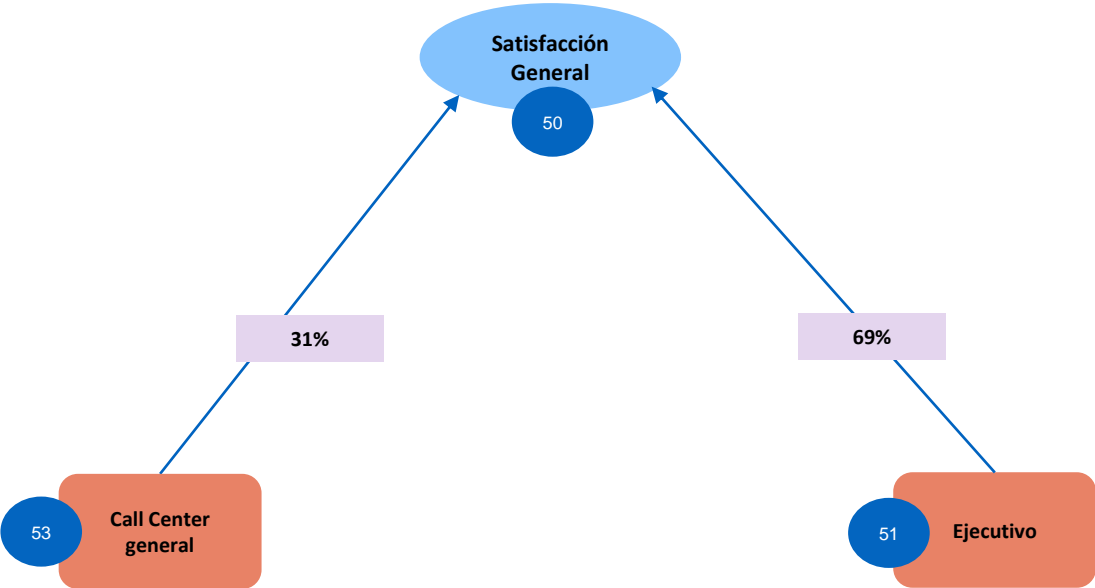 Satisfacción
General
50
31%
69%
53
Call Center
general
51
Ejecutivo